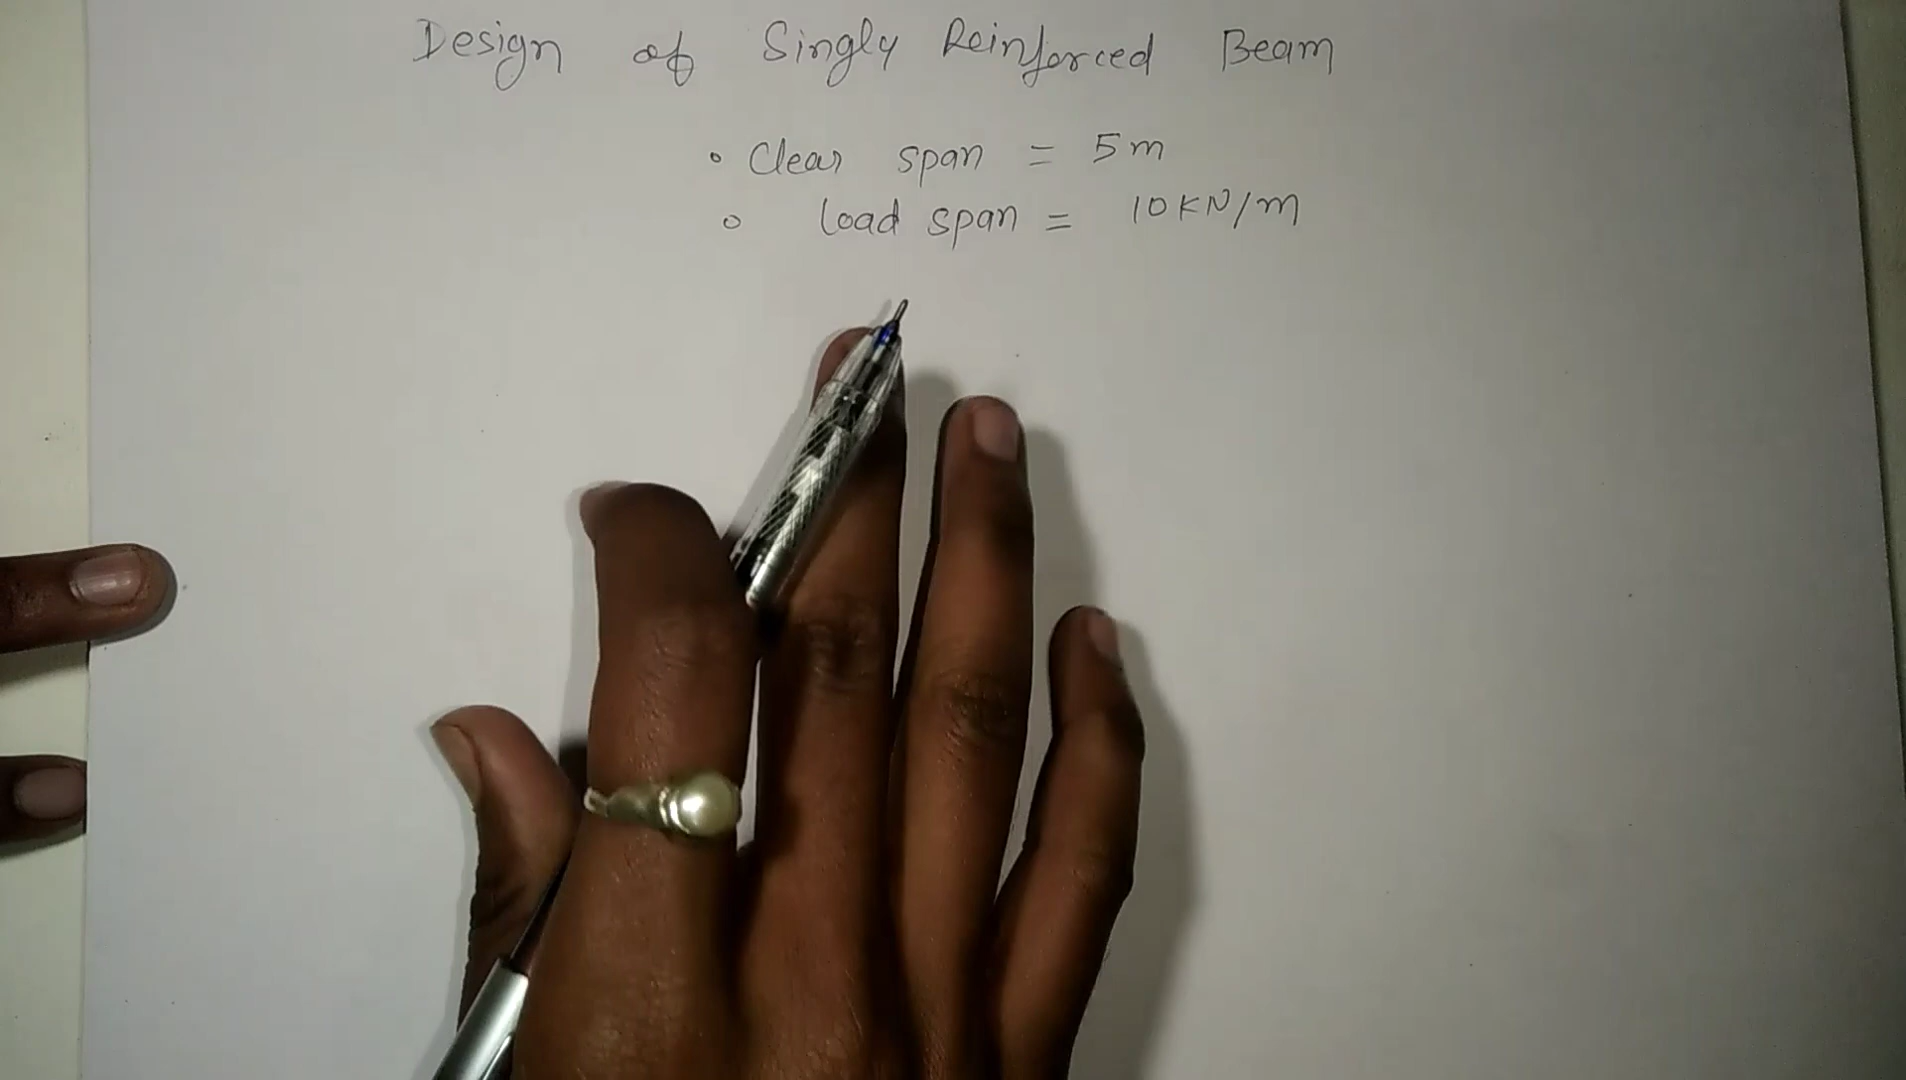 Design of Singly Reinforced Beam
• Clear span = 5m
• Load span = 10KN/m